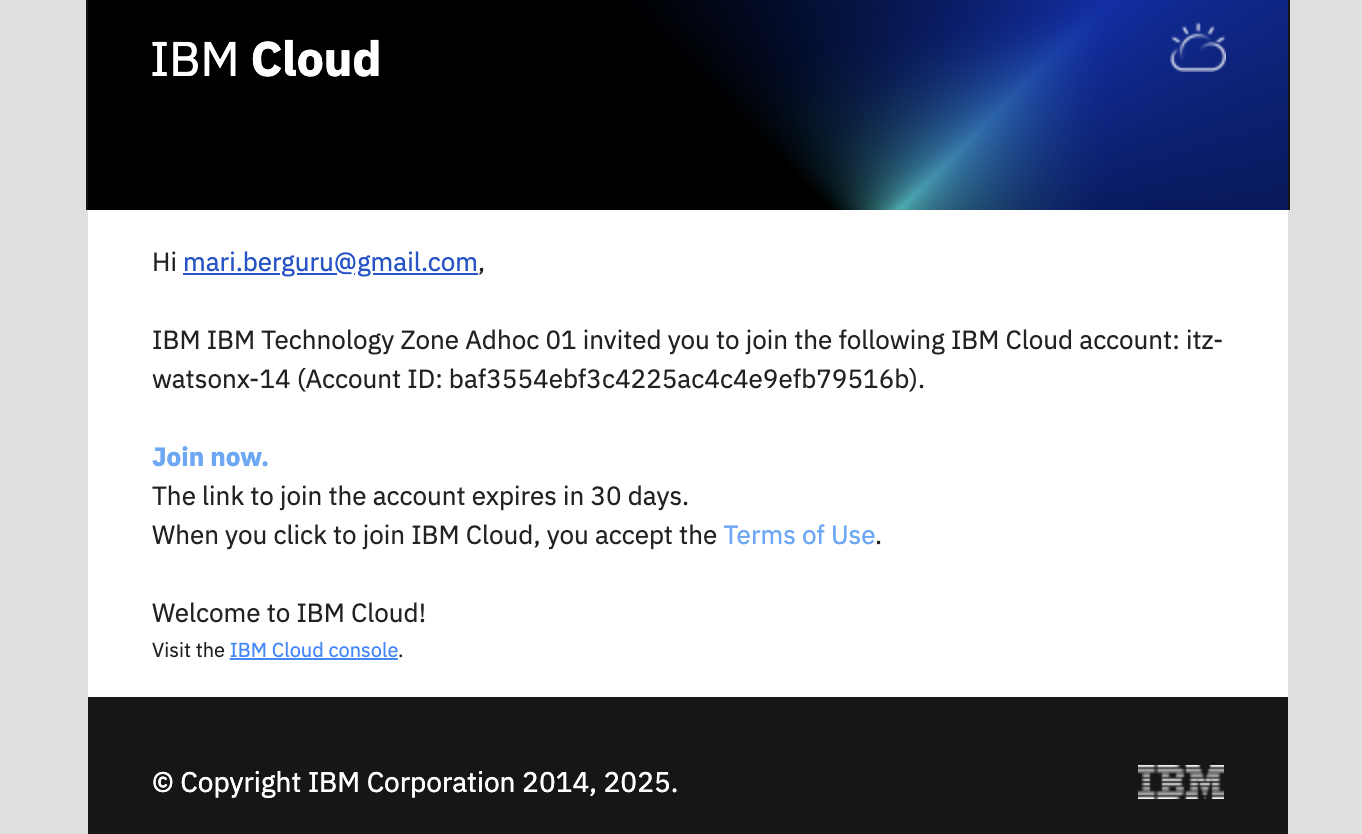 IBM Cloud
Hi mari.berguru@gmail.com,
IBM IBM Technology Zone Adhoc 01 invited you to join the following IBM Cloud account: itz-
watsonx-14 (Account ID: baf3554ebf3c4225ac4c4e9efb79516b).
Join now.
The link to join the account expires in 30 days.
When you click to join IBM Cloud, you accept the Terms of Use.
Welcome to IBM Cloud!
Visit the IBM Cloud console.
© Copyright IBM Corporation 2014, 2025.
IBM